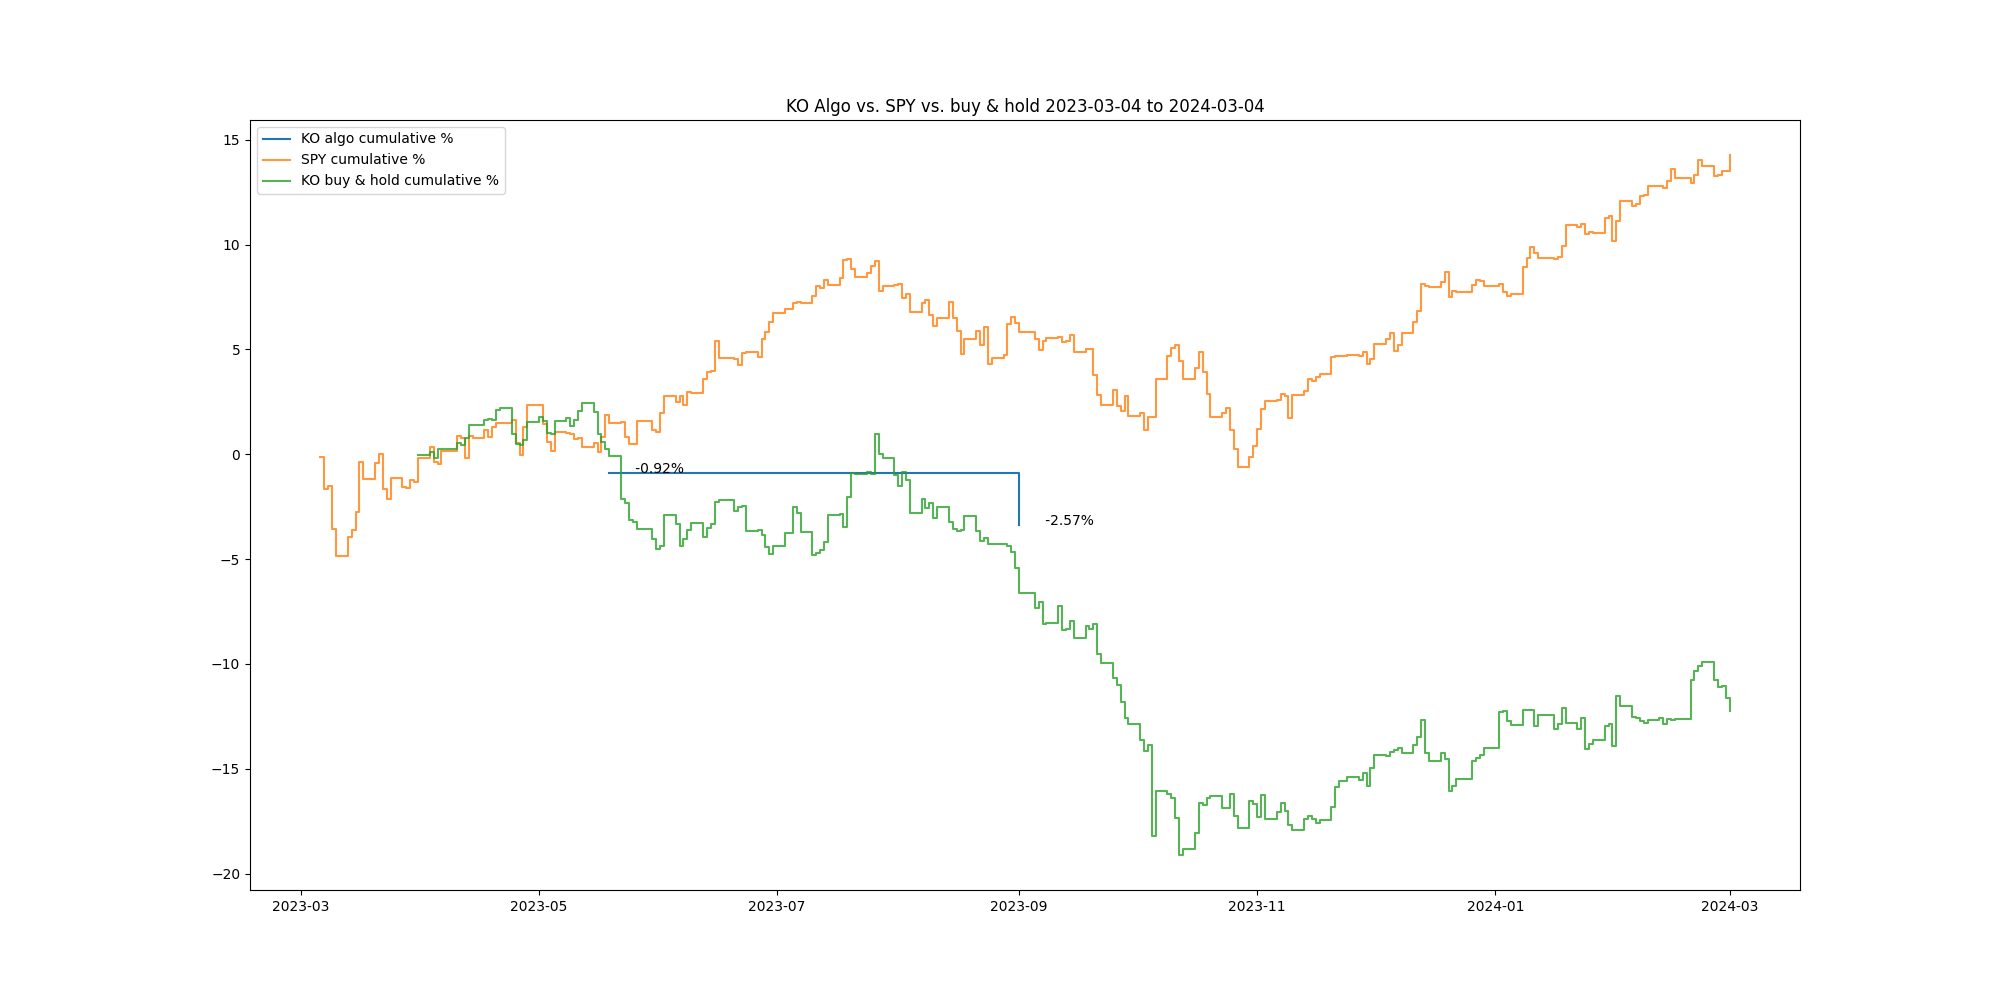 KO Algo vs. SPY vs. buy & hold 2023-03-04 to 2024-03-04
KO algo cumulative %
SPY cumulative %
KO buy & hold cumulative %
15
10
5
0
−5
−10
−15
−20
-0.92%
-2.57%
2023-03 2023-05 2023-07 2023-09 2023-11 2024-01 2024-03